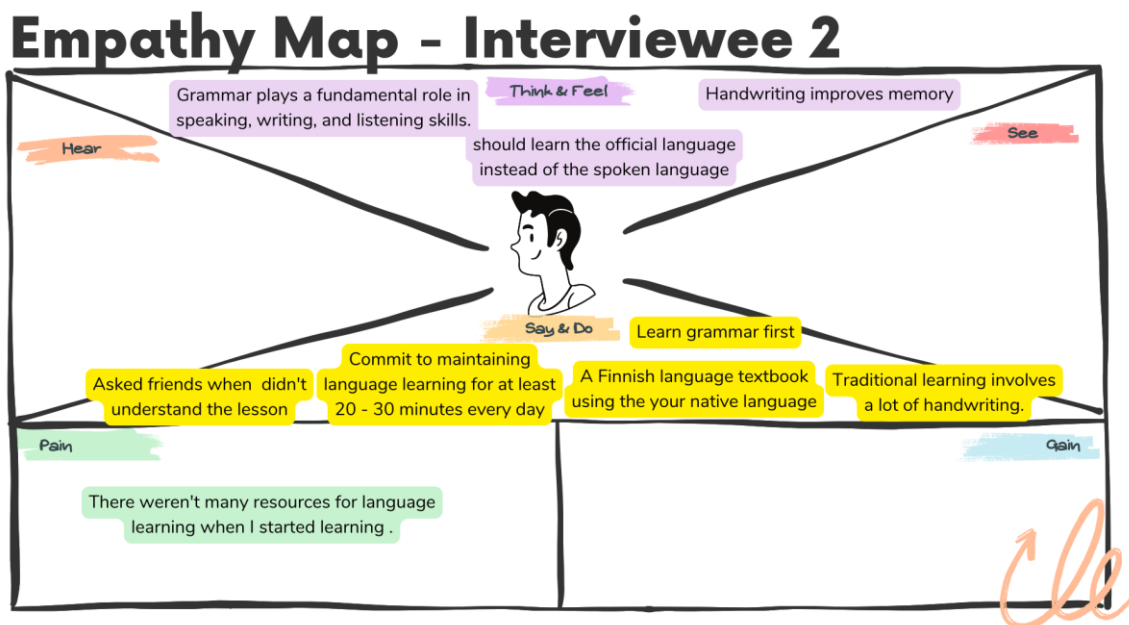 Empathy Map - Interviewee 2
Think & Feel
Grammar plays a fundamental role in
speaking, writing, and listening skills.
Handwriting improves memory
should learn the official language
instead of the spoken language
Hear
See
Say & Do
Learn grammar first
Asked friends when didn't
understand the lesson
Commit to maintaining
language learning for at least
20 - 30 minutes every day
A Finnish language textbook
using the your native language
Traditional learning involves
a lot of handwriting.
Pain
There weren't many resources for language
learning when I started learning .
Gain